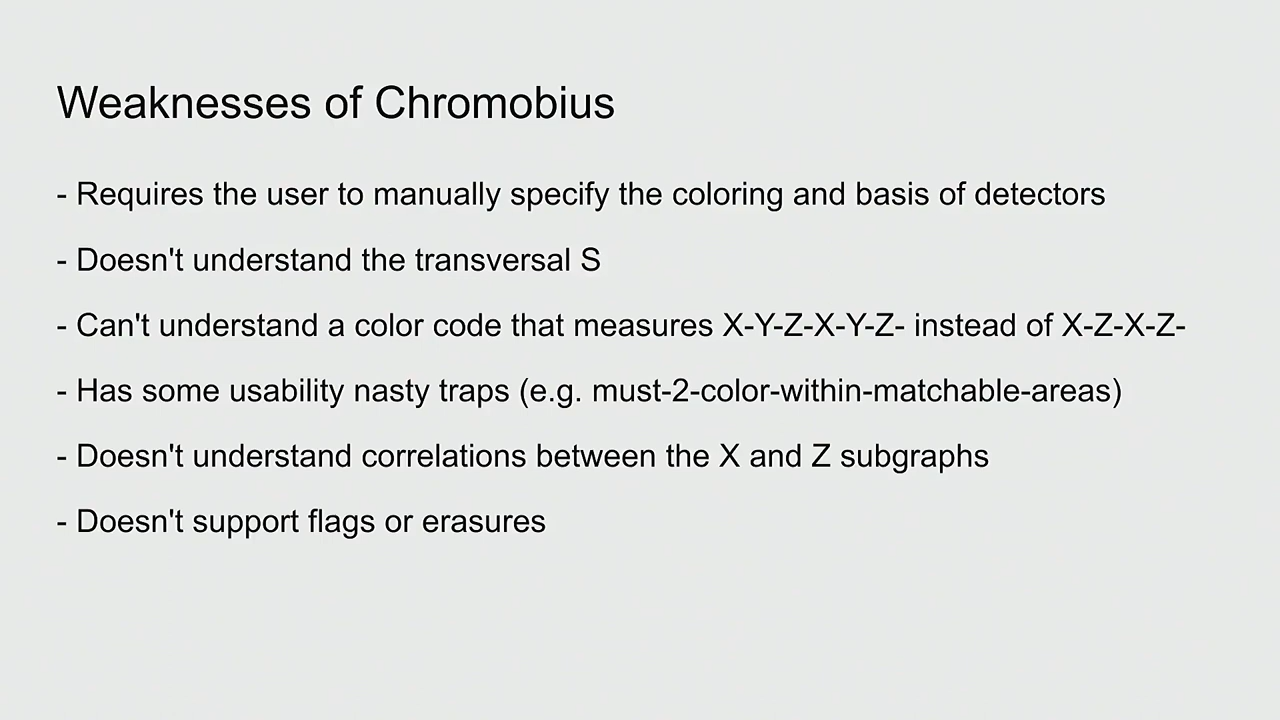 Weaknesses of Chromobius
- Requires the user to manually specify the coloring and basis of detectors
- Doesn't understand the transversal S
- Can't understand a color code that measures X-Y-Z-X-Y-Z- instead of X-Z-X-Z-
- Has some usability nasty traps (e.g. must-2-color-within-matchable-areas)
- Doesn't understand correlations between the X and Z subgraphs
- Doesn't support flags or erasures